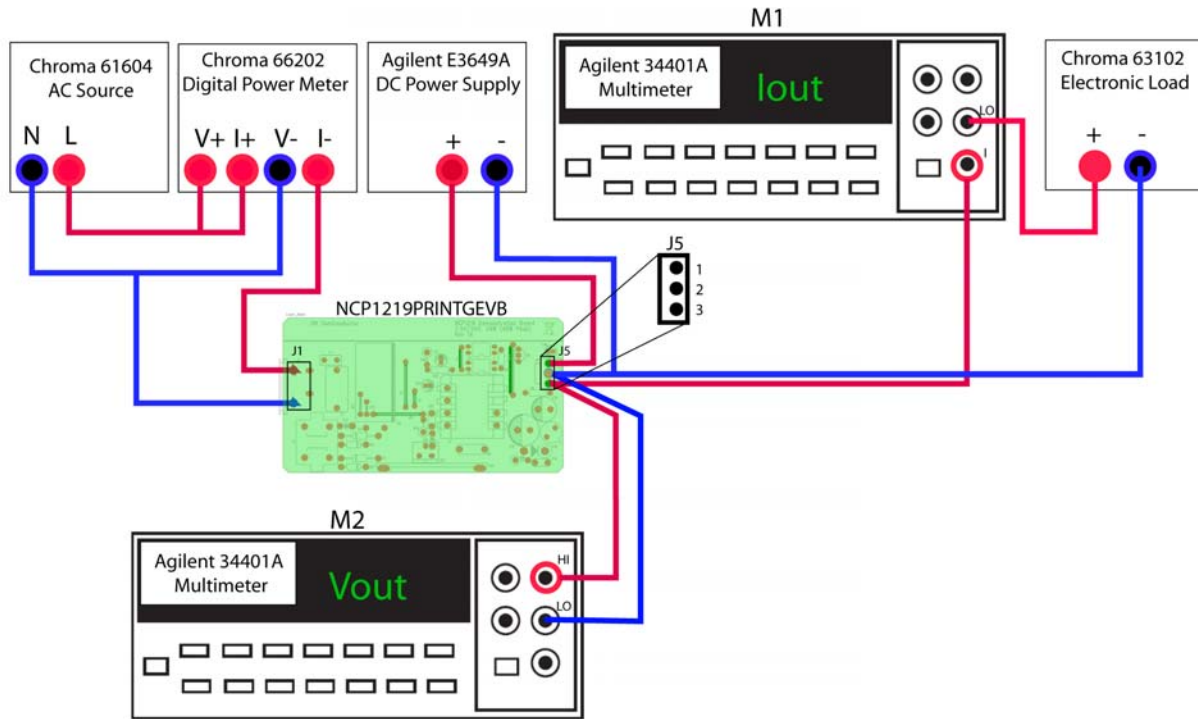 M1
Chroma 61604
AC Source
N L
Chroma 66202
Digital Power Meter
V+ I+ V- I-
Agilent E3649A
DC Power Supply
+ -
Agilent 34401A
Multimeter
Iout
LO
I
Chroma 63102
Electronic Load
+ -
J5
1
2
3
NCP1219PRINTGEVB
J1
J5
M2
Agilent 34401A
Multimeter
Vout
HI
LO